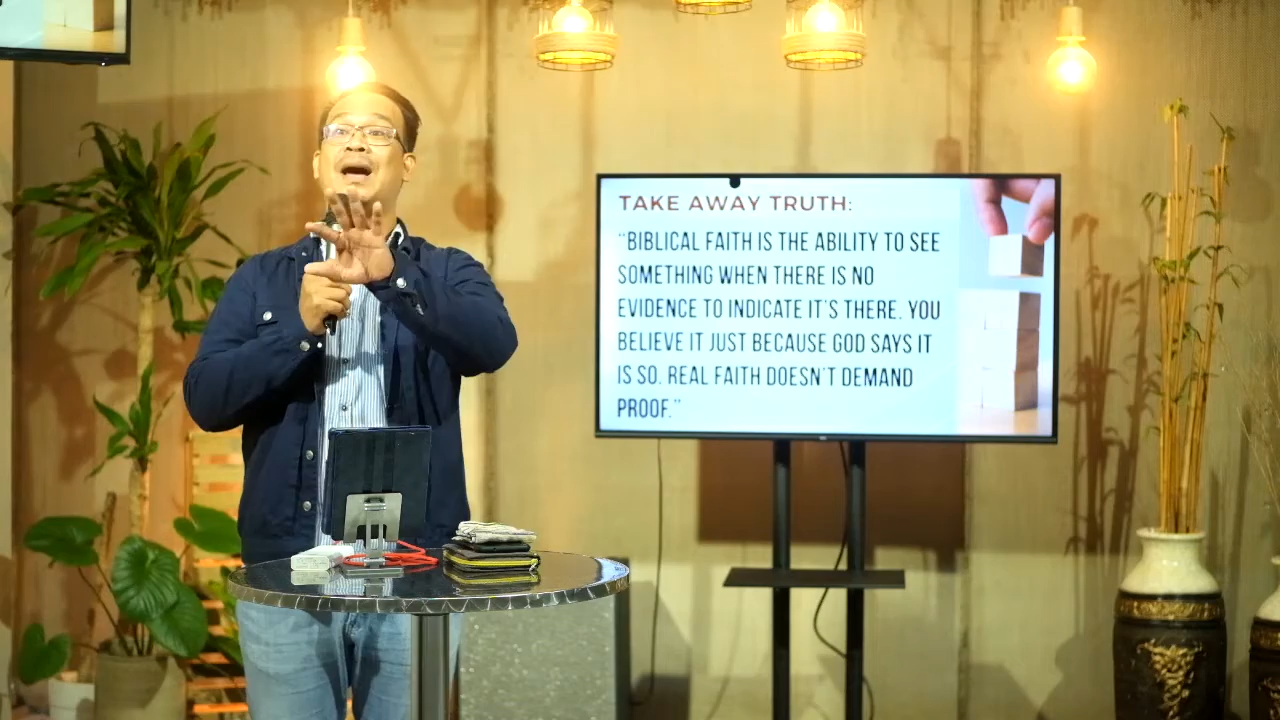 TAKE AWAY TRUTH:
“BIBLICAL FAITH IS THE ABILITY TO SEE
SOMETHING WHEN THERE IS NO
EVIDENCE TO INDICATE IT'S THERE. YOU
BELIEVE IT JUST BECAUSE GOD SAYS IT
IS SO. REAL FAITH DOESN'T DEMAND
PROOF.”